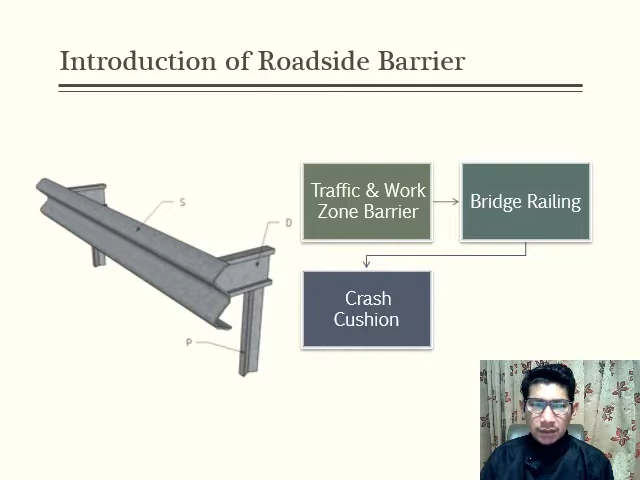 Introduction of Roadside Barrier
S
D
P
Traffic & Work
Zone Barrier
Bridge Railing
Crash
Cushion